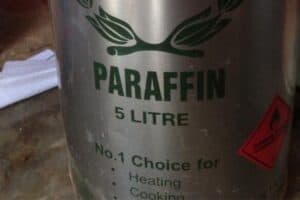 PARAFFIN
5 LITRE
No.1 Choice for
• Heating
• Cooking